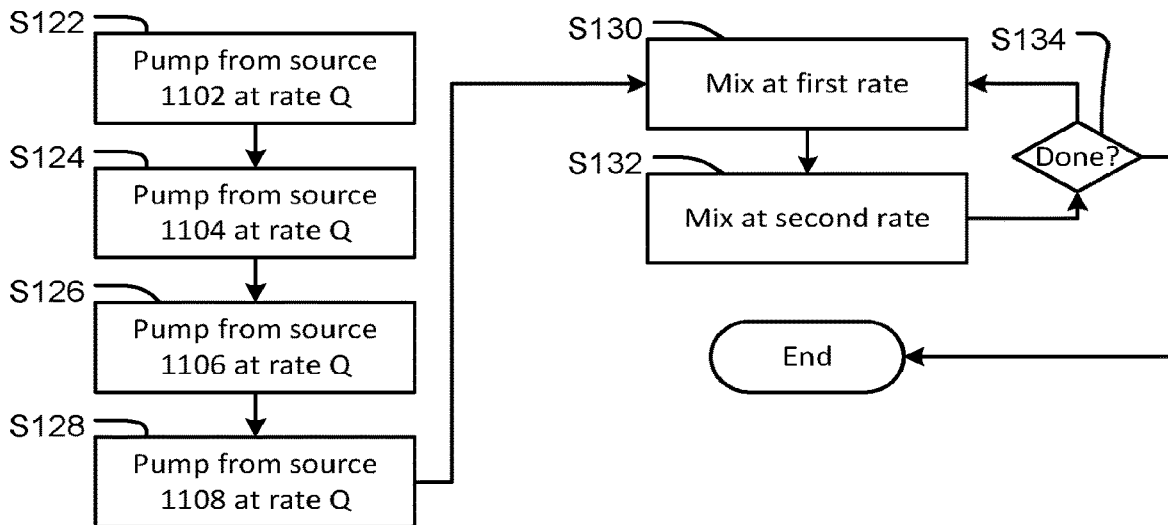 S122
Pump from source
1102 at rate Q
S124
Pump from source
1104 at rate Q
S126
Pump from source
1106 at rate Q
S128
Pump from source
1108 at rate Q
S130
Mix at first rate
S132
Mix at second rate
S134
Done?
End